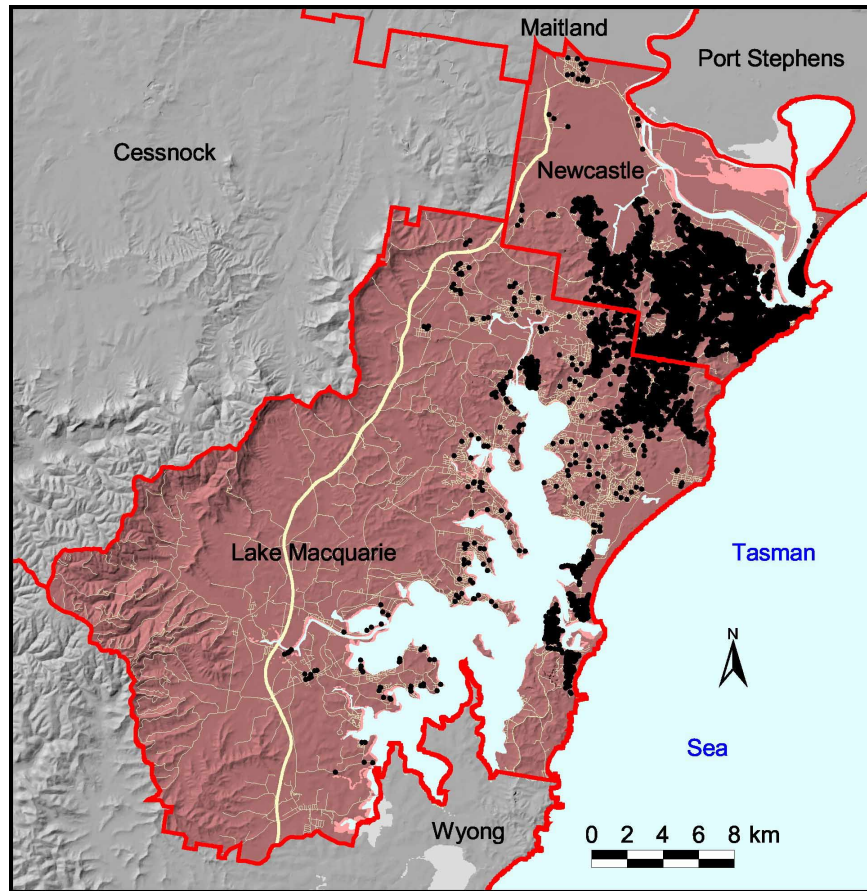 Maitland
Port Stephens
Cessnock
Newcastle
Lake Macquarie
Tasman
N
Sea
Wyong
0 2 4 6 8 km